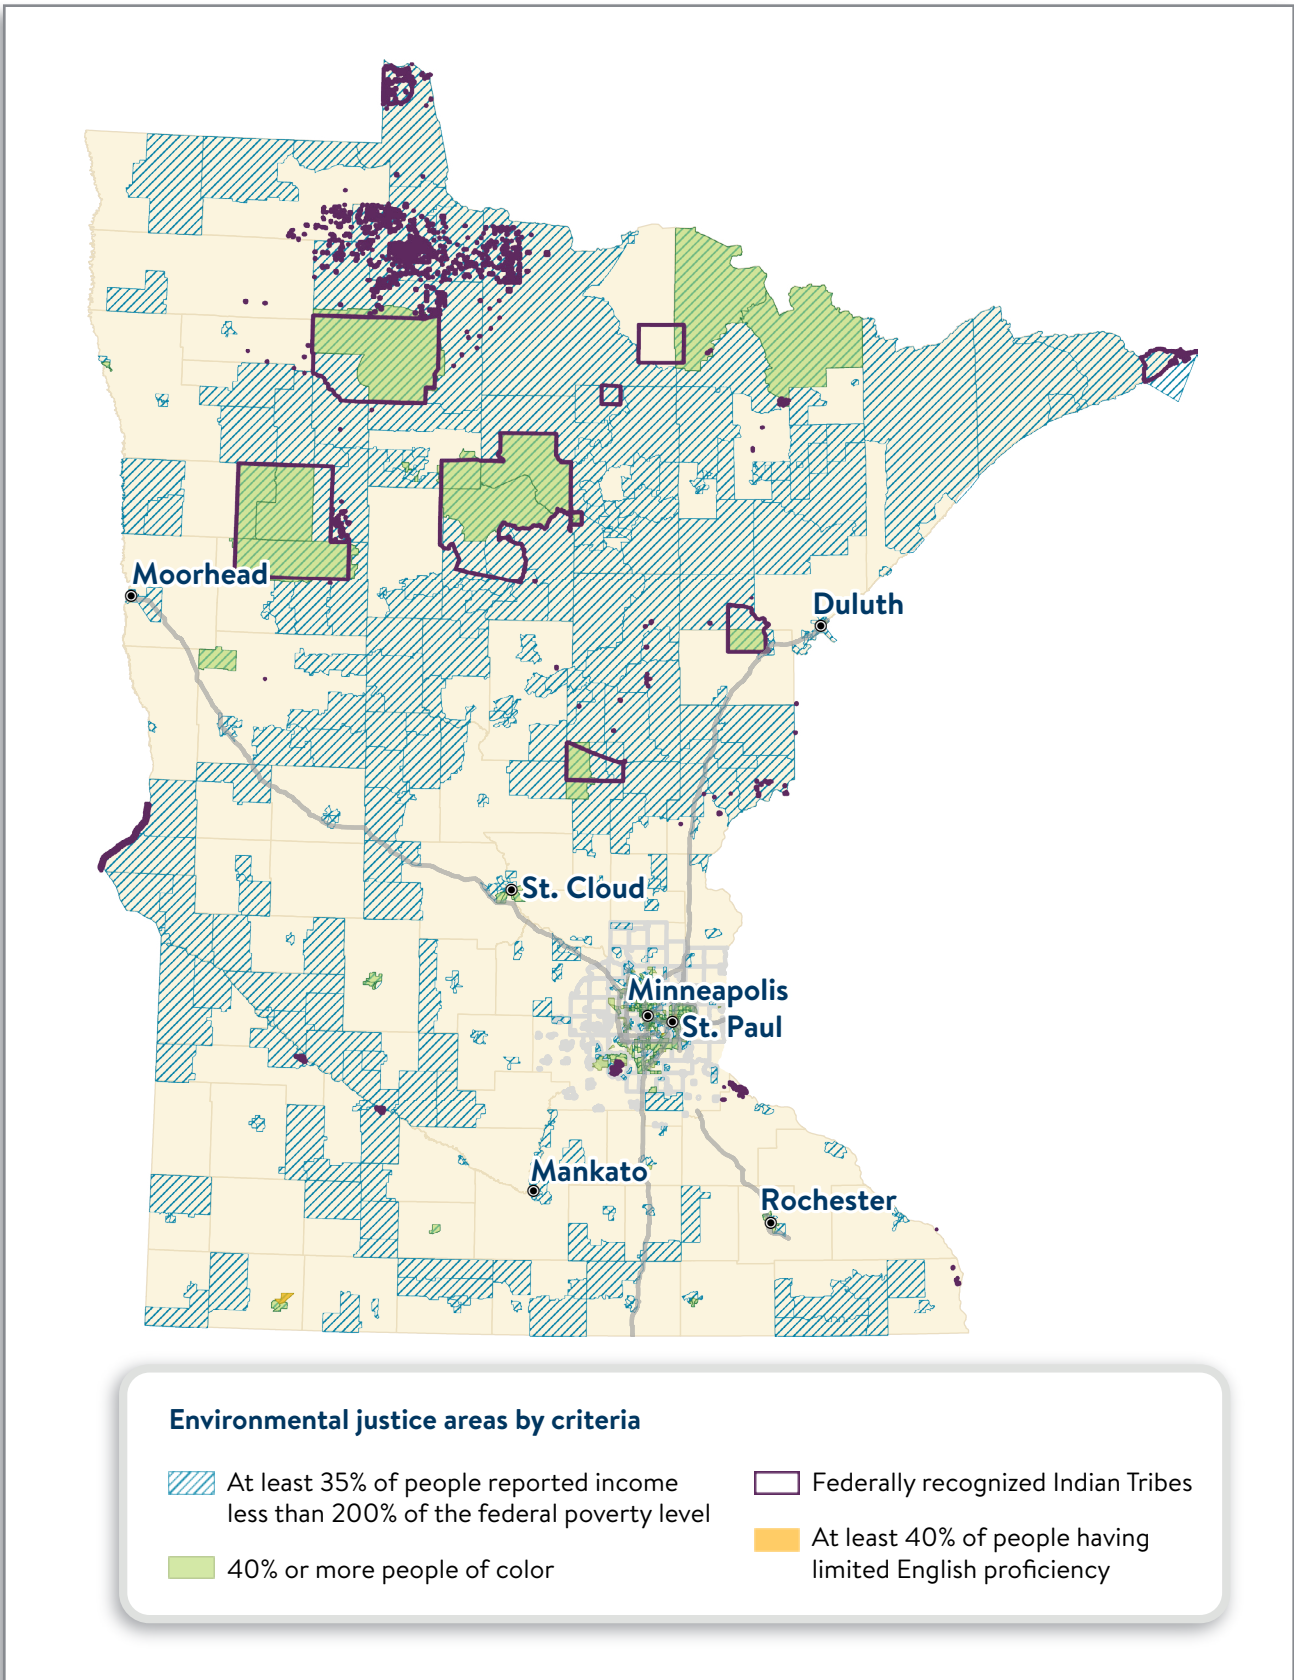 Moorhead
Duluth
St. Cloud
Minneapolis
St. Paul
Mankato
Rochester
Environmental justice areas by criteria
At least 35% of people reported income
less than 200% of the federal poverty level
40% or more people of color
Federally recognized Indian Tribes
At least 40% of people having
limited English proficiency